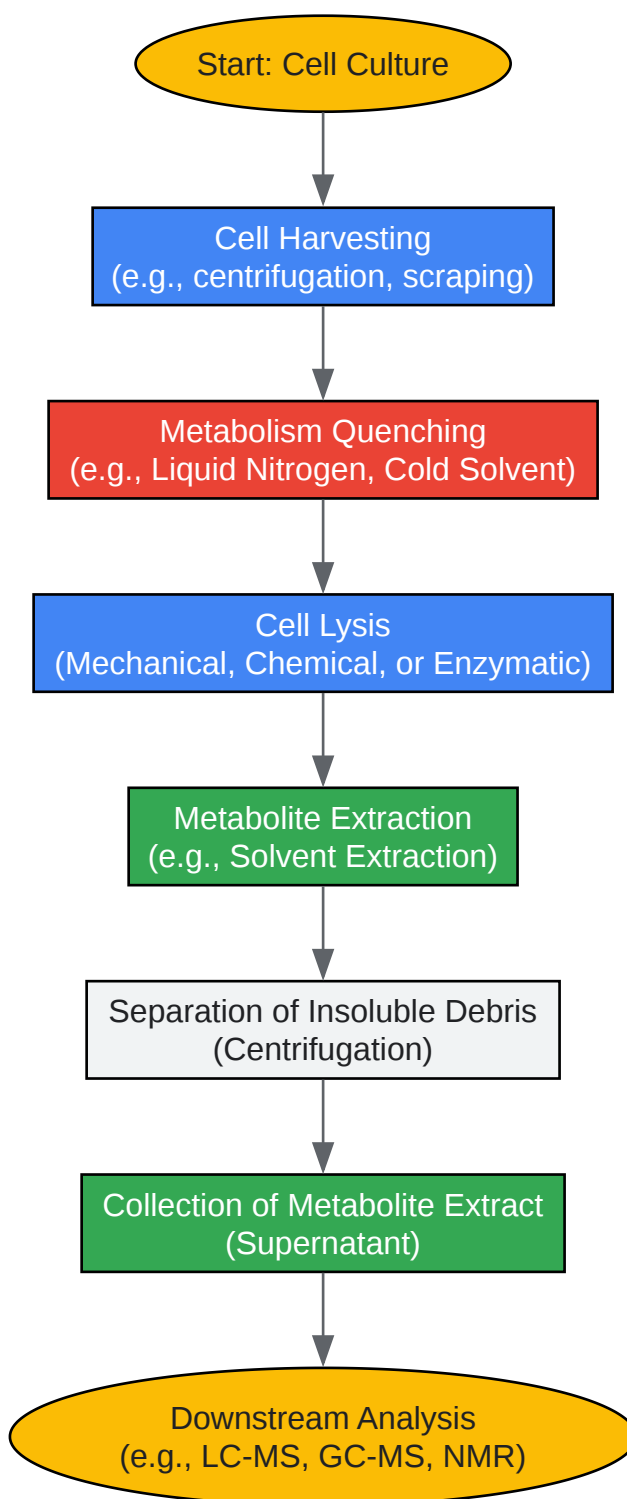 Start: Cell Culture
Cell Harvesting
(e.g., centrifugation, scraping)
Metabolism Quenching
(e.g., Liquid Nitrogen, Cold Solvent)
Cell Lysis
(Mechanical, Chemical, or Enzymatic)
Metabolite Extraction
(e.g., Solvent Extraction)
Separation of Insoluble Debris
(Centrifugation)
Collection of Metabolite Extract
(Supernatant)
Downstream Analysis
(e.g., LC-MS, GC-MS, NMR)